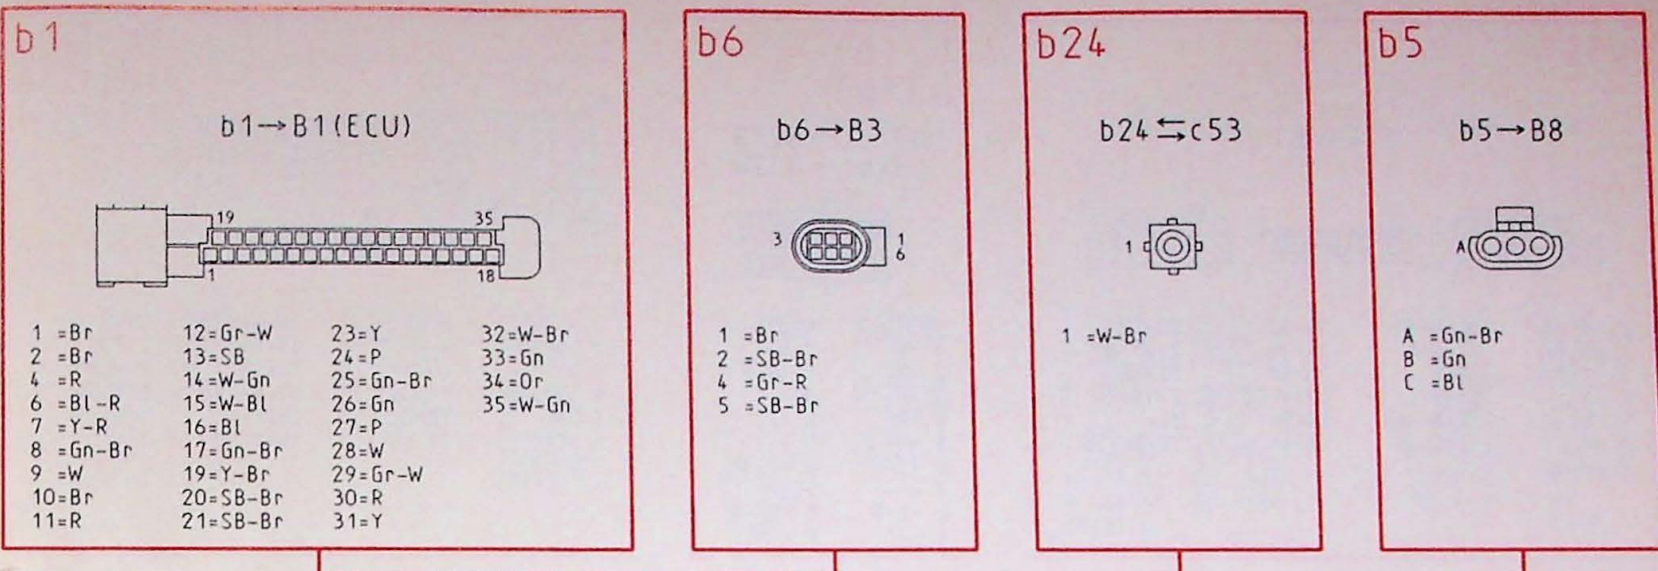 b1
b1→B1(ECU)
19 35
1 18
1 =Br
2 =Br
4 =R
6 =Bl-R
7 =Y-R
8 =Gn-Br
9 =W
10=Br
11=R
12=Gr-W
13=SB
14=W-Gn
15=W-Bl
16=Bl
17=Gn-Br
19=Y-Br
20=SB-Br
21=SB-Br
23=Y
24=P
25=Gn-Br
26=Gn
27=P
28=W
29=Gr-W
30=R
31=Y
32=W-Br
33=Gn
34=Or
35=W-Gn
b6
b6→B3
3 1
6
1 =Br
2 =SB-Br
4 =Gr-R
5 =SB-Br
b24
b24⇆c53
1
1 =W-Br
b5
b5→B8
A
A =Gn-Br
B =Gn
C =Bl